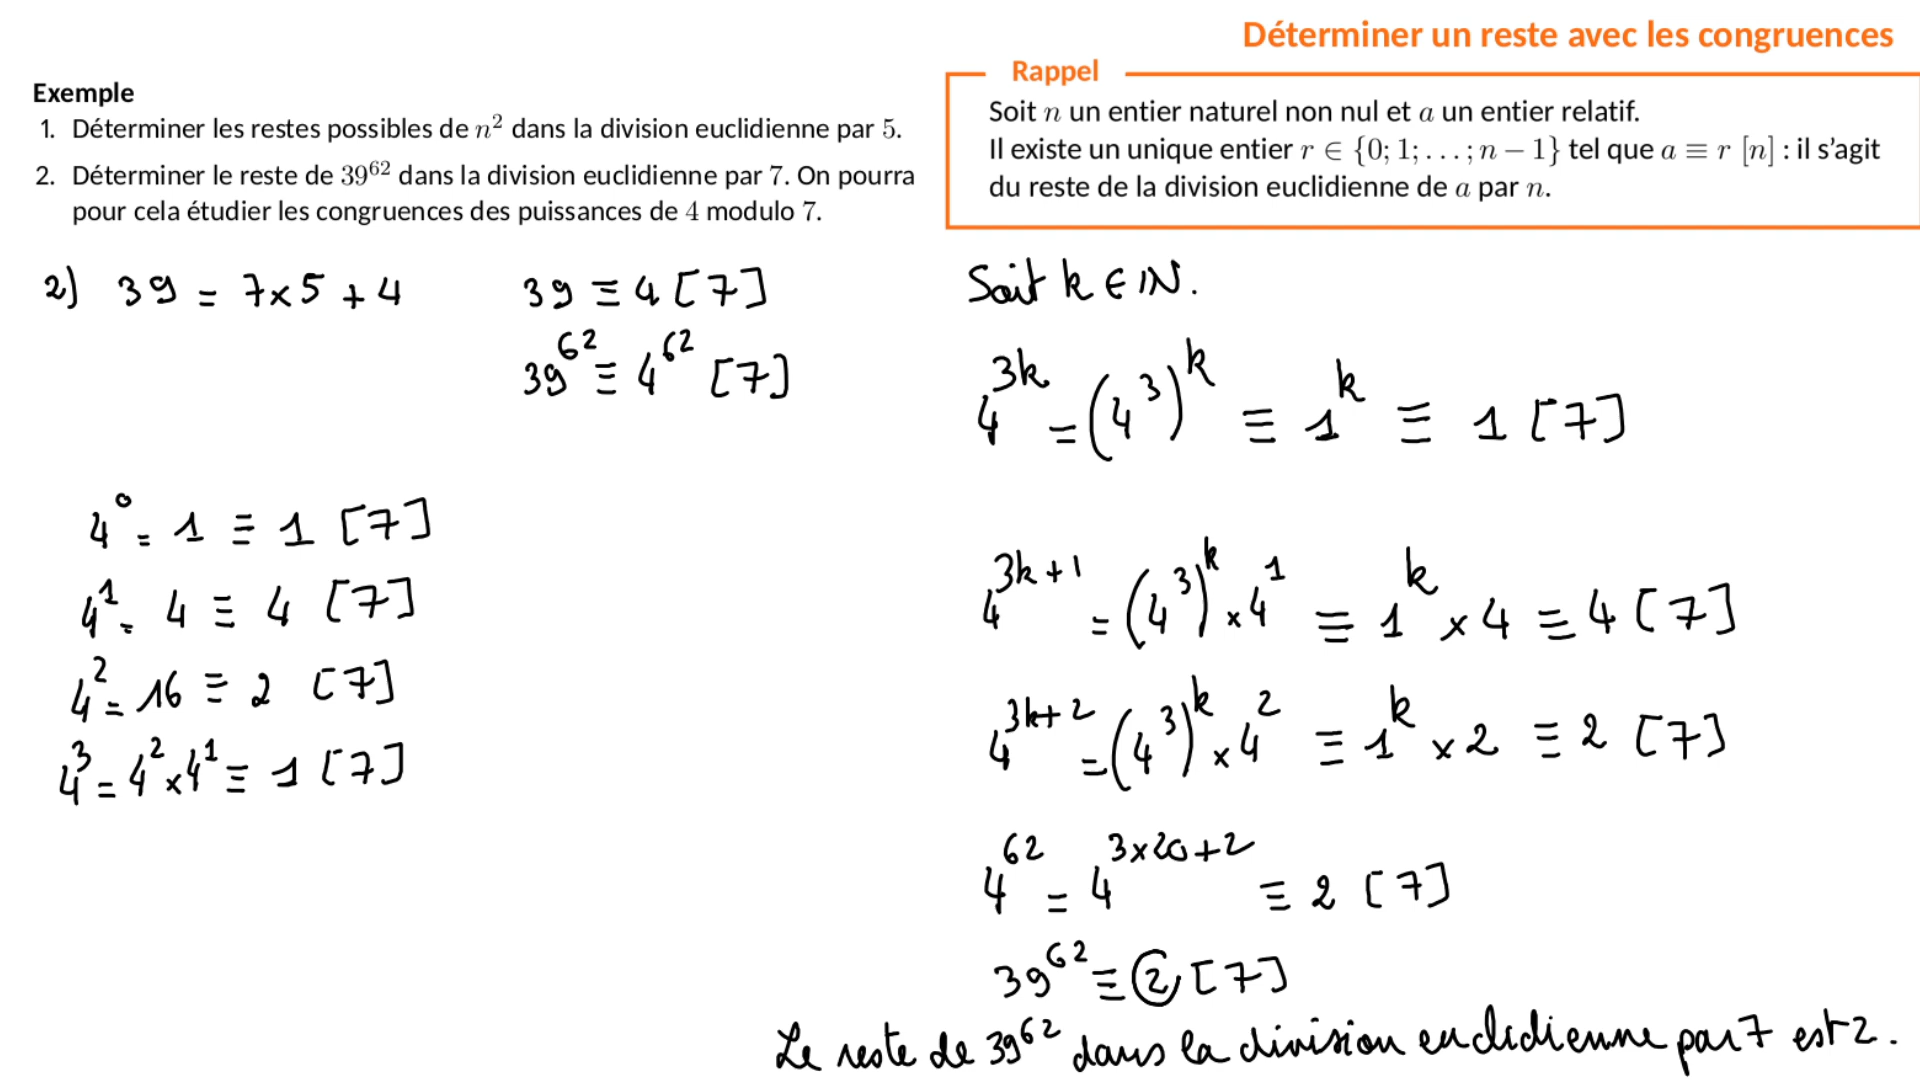 Déterminer un reste avec les congruences
Exemple
1. Déterminer les restes possibles de n² dans la division euclidienne par 5.
2. Déterminer le reste de 39⁶² dans la division euclidienne par 7. On pourra
pour cela étudier les congruences des puissances de 4 modulo 7.
Rappel
Soit n un entier naturel non nul et a un entier relatif.
Il existe un unique entier r ∈ {0; 1; . . . ; n − 1} tel que a ≡ r [n] : il s’agit
du reste de la division euclidienne de a par n.
2) 39 = 7×5 + 4
39 ≡ 4 [7]
39⁶² ≡ 4⁶² [7]
4⁰ = 1 ≡ 1 [7]
4¹ = 4 ≡ 4 [7]
4² = 16 ≡ 2 [7]
4³ = 4² × 4¹ ≡ 1 [7]
Soit k ∈ ℕ.
4³ᵏ = (4³)ᵏ ≡ 1ᵏ ≡ 1 [7]
4³ᵏ⁺¹ = (4³)ᵏ × 4¹ ≡ 1ᵏ × 4 ≡ 4 [7]
4³ᵏ⁺² = (4³)ᵏ × 4² ≡ 1ᵏ × 2 ≡ 2 [7]
4⁶² = 4^(3×20+2) ≡ 2 [7]
39⁶² ≡ 2 [7]
Le reste de 39⁶² dans la division euclidienne par 7 est 2.